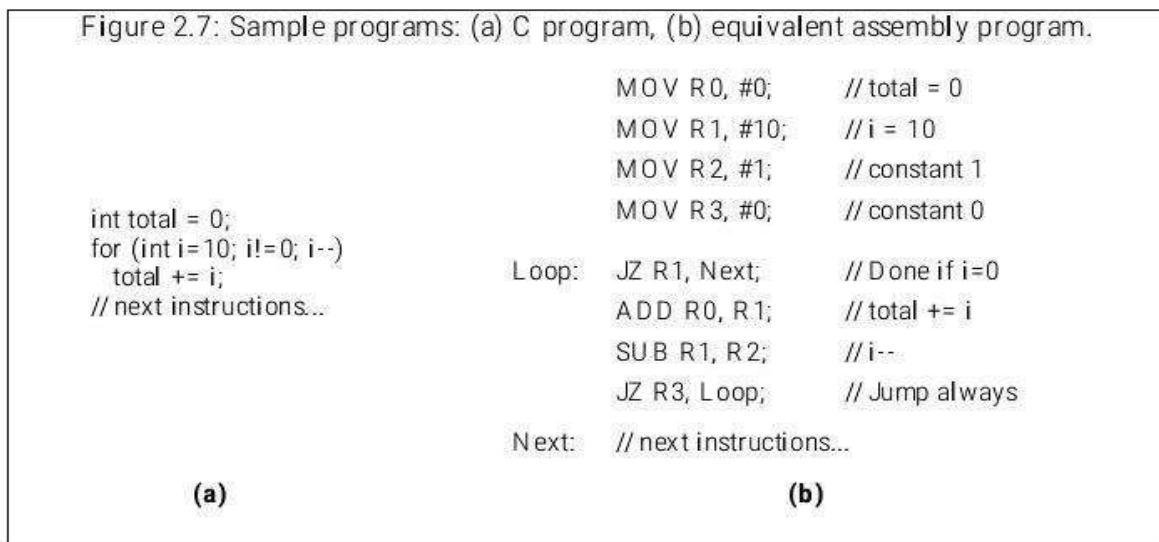 Figure 2.7: Sample programs: (a) C program, (b) equivalent assembly program.
int total = 0;
for (int i=10; i!=0; i--)
total += i;
// next instructions...
(a)
MOV R0, #0; // total = 0
MOV R1, #10; // i = 10
MOV R2, #1; // constant 1
MOV R3, #0; // constant 0
Loop: JZ R1, Next; // Done if i=0
ADD R0, R1; // total += i
SUB R1, R2; // i--
JZ R3, Loop; // Jump always
Next: // next instructions...
(b)